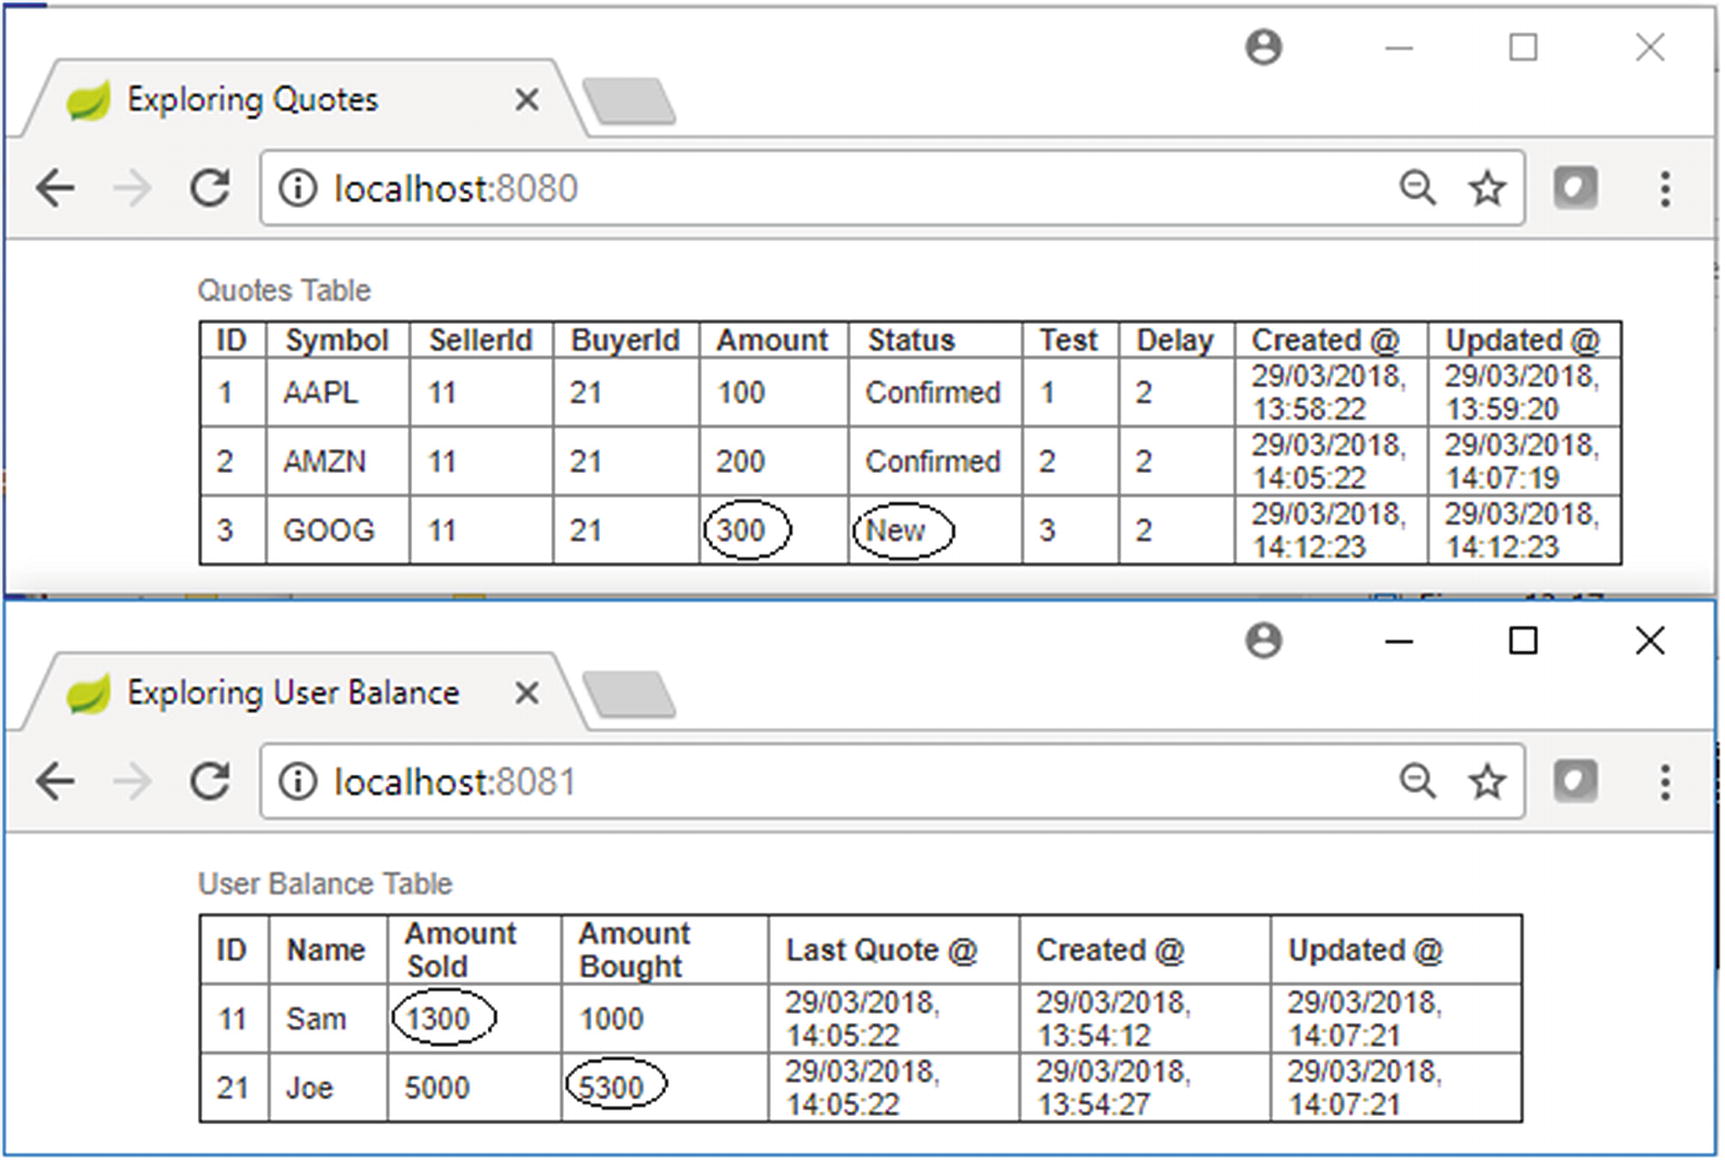 Exploring Quotes
localhost:8080
Quotes Table
ID Symbol SellerId BuyerId Amount Status Test Delay Created @ Updated @
1 AAPL 11 21 100 Confirmed 1 2 29/03/2018, 13:58:22 29/03/2018, 13:59:20
2 AMZN 11 21 200 Confirmed 2 2 29/03/2018, 14:05:22 29/03/2018, 14:07:19
3 GOOG 11 21 300 New 3 2 29/03/2018, 14:12:23 29/03/2018, 14:12:23
Exploring User Balance
localhost:8081
User Balance Table
ID Name Amount Sold Amount Bought Last Quote @ Created @ Updated @
11 Sam 1300 1000 29/03/2018, 14:05:22 29/03/2018, 13:54:12 29/03/2018, 14:07:21
21 Joe 5000 5300 29/03/2018, 14:05:22 29/03/2018, 13:54:27 29/03/2018, 14:07:21